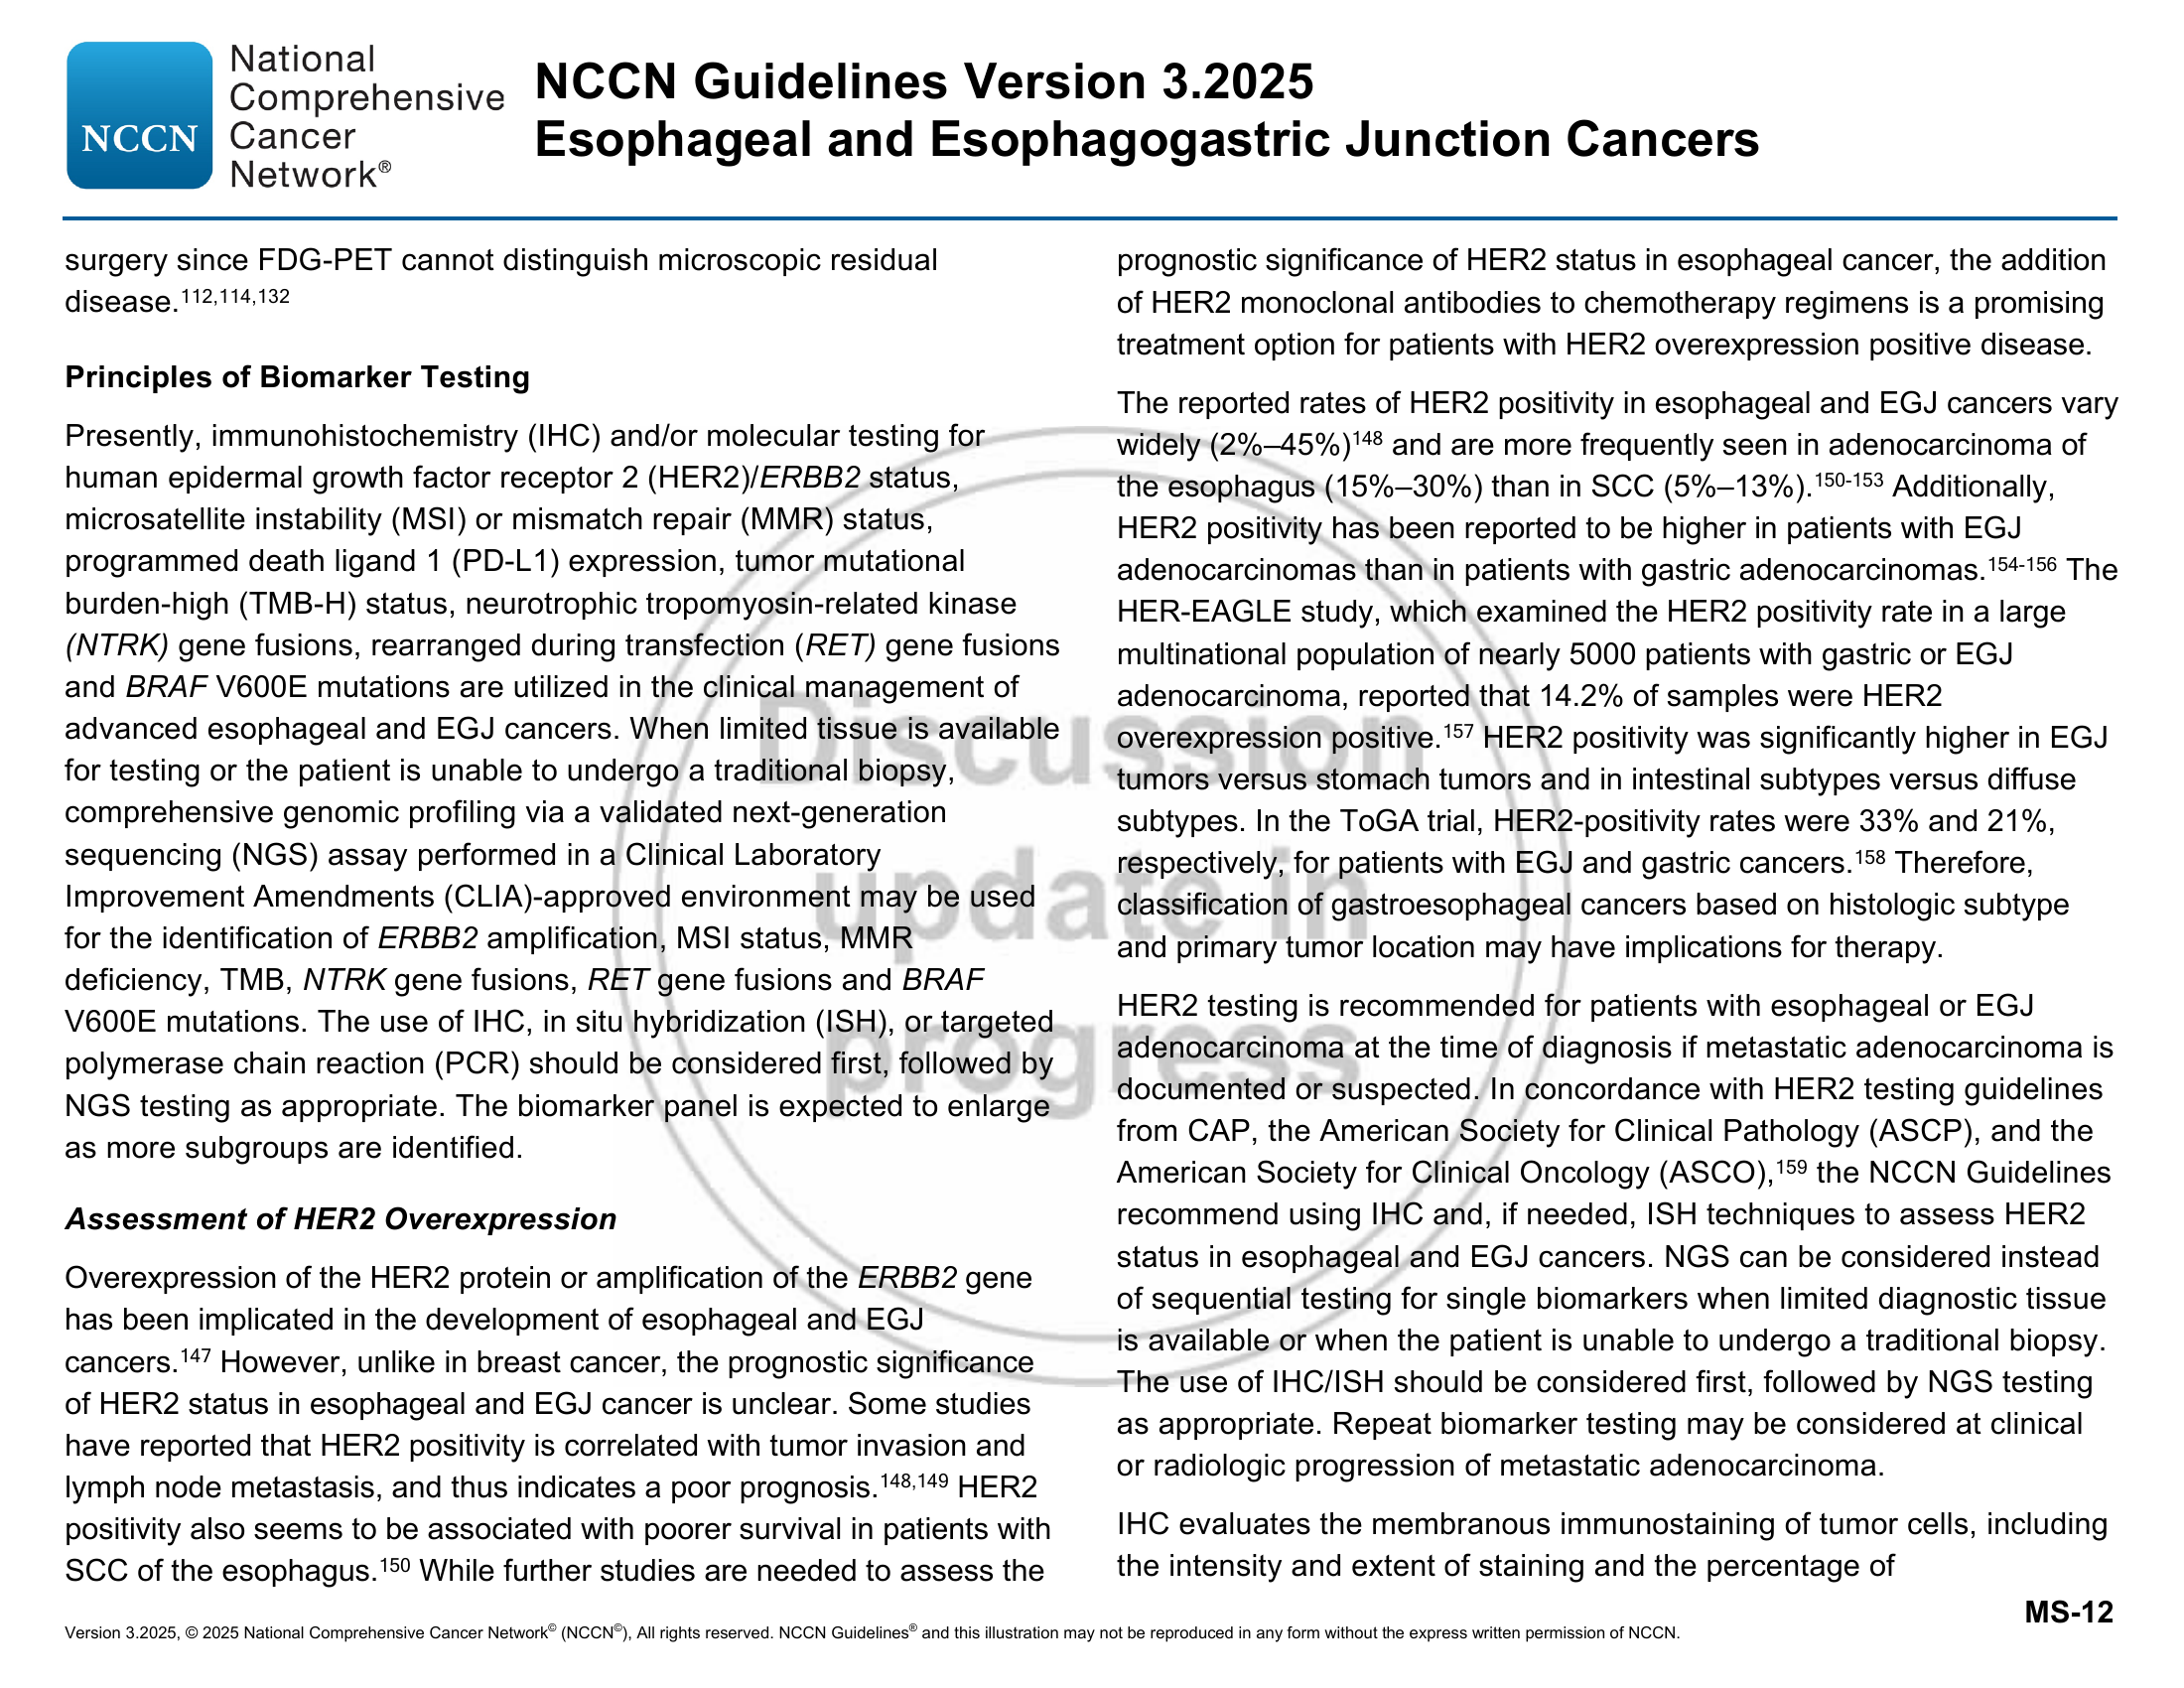 NCCN
National
Comprehensive
Cancer
Network®
NCCN Guidelines Version 3.2025
Esophageal and Esophagogastric Junction Cancers
surgery since FDG-PET cannot distinguish microscopic residual
disease.112,114,132
Principles of Biomarker Testing
Presently, immunohistochemistry (IHC) and/or molecular testing for
human epidermal growth factor receptor 2 (HER2)/ERBB2 status,
microsatellite instability (MSI) or mismatch repair (MMR) status,
programmed death ligand 1 (PD-L1) expression, tumor mutational
burden-high (TMB-H) status, neurotrophic tropomyosin-related kinase
(NTRK) gene fusions, rearranged during transfection (RET) gene fusions
and BRAF V600E mutations are utilized in the clinical management of
advanced esophageal and EGJ cancers. When limited tissue is available
for testing or the patient is unable to undergo a traditional biopsy,
comprehensive genomic profiling via a validated next-generation
sequencing (NGS) assay performed in a Clinical Laboratory
Improvement Amendments (CLIA)-approved environment may be used
for the identification of ERBB2 amplification, MSI status, MMR
deficiency, TMB, NTRK gene fusions, RET gene fusions and BRAF
V600E mutations. The use of IHC, in situ hybridization (ISH), or targeted
polymerase chain reaction (PCR) should be considered first, followed by
NGS testing as appropriate. The biomarker panel is expected to enlarge
as more subgroups are identified.
Assessment of HER2 Overexpression
Overexpression of the HER2 protein or amplification of the ERBB2 gene
has been implicated in the development of esophageal and EGJ
cancers.147 However, unlike in breast cancer, the prognostic significance
of HER2 status in esophageal and EGJ cancer is unclear. Some studies
have reported that HER2 positivity is correlated with tumor invasion and
lymph node metastasis, and thus indicates a poor prognosis.148,149 HER2
positivity also seems to be associated with poorer survival in patients with
SCC of the esophagus.150 While further studies are needed to assess the
prognostic significance of HER2 status in esophageal cancer, the addition
of HER2 monoclonal antibodies to chemotherapy regimens is a promising
treatment option for patients with HER2 overexpression positive disease.
The reported rates of HER2 positivity in esophageal and EGJ cancers vary
widely (2%–45%)148 and are more frequently seen in adenocarcinoma of
the esophagus (15%–30%) than in SCC (5%–13%).150-153 Additionally,
HER2 positivity has been reported to be higher in patients with EGJ
adenocarcinomas than in patients with gastric adenocarcinomas.154-156 The
HER-EAGLE study, which examined the HER2 positivity rate in a large
multinational population of nearly 5000 patients with gastric or EGJ
adenocarcinoma, reported that 14.2% of samples were HER2
overexpression positive.157 HER2 positivity was significantly higher in EGJ
tumors versus stomach tumors and in intestinal subtypes versus diffuse
subtypes. In the ToGA trial, HER2-positivity rates were 33% and 21%,
respectively, for patients with EGJ and gastric cancers.158 Therefore,
classification of gastroesophageal cancers based on histologic subtype
and primary tumor location may have implications for therapy.
HER2 testing is recommended for patients with esophageal or EGJ
adenocarcinoma at the time of diagnosis if metastatic adenocarcinoma is
documented or suspected. In concordance with HER2 testing guidelines
from CAP, the American Society for Clinical Pathology (ASCP), and the
American Society for Clinical Oncology (ASCO),159 the NCCN Guidelines
recommend using IHC and, if needed, ISH techniques to assess HER2
status in esophageal and EGJ cancers. NGS can be considered instead
of sequential testing for single biomarkers when limited diagnostic tissue
is available or when the patient is unable to undergo a traditional biopsy.
The use of IHC/ISH should be considered first, followed by NGS testing
as appropriate. Repeat biomarker testing may be considered at clinical
or radiologic progression of metastatic adenocarcinoma.
IHC evaluates the membranous immunostaining of tumor cells, including
the intensity and extent of staining and the percentage of
Discussion
update in
progress
MS-12
Version 3.2025, © 2025 National Comprehensive Cancer Network© (NCCN©), All rights reserved. NCCN Guidelines® and this illustration may not be reproduced in any form without the express written permission of NCCN.